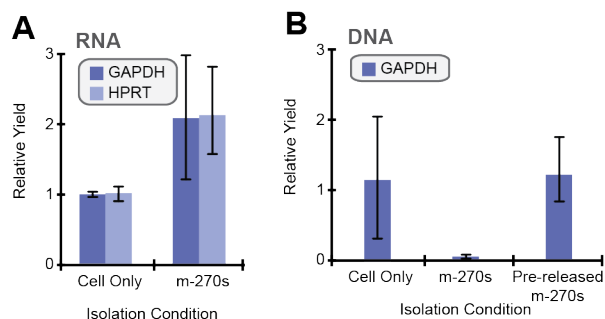 A
RNA
GAPDH
HPRT
3
2
1
0
Relative Yield
Cell Only
m-270s
Isolation Condition
B
DNA
GAPDH
3
2
1
0
Relative Yield
Cell Only
m-270s
Pre-released
m-270s
Isolation Condition